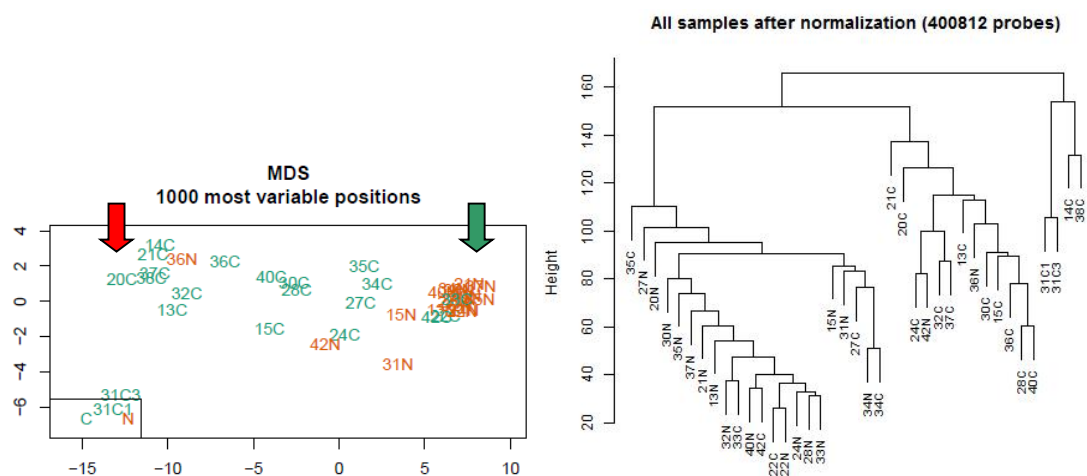 All samples after normalization (400812 probes)
MDS
1000 most variable positions
4
2
0
−2
−4
−6
14C
21C
36N
37C
38C
20C
36C
32C
13C
40C
30C
28C
35C
34C
27C
15C
15N
24C
42N
31N
31C3
31C1
C
N
−15
−10
−5
0
5
10
Height
160
140
120
100
80
60
40
20
35C
27N
20N
30N
35N
37N
21N
13N
32N
33C
40N
42C
22C
22N
24N
28N
33N
15N
31N
27C
34N
34C
21C
20C
24C
42N
32C
37C
13C
36N
30C
15C
36C
28C
40C
31C1
31C3
14C
38C